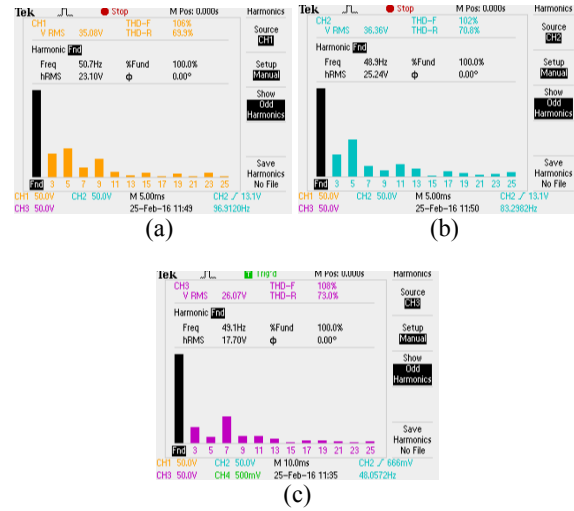 Tek Stop M Pos: 0.000s Harmonics
CH1 THD-F 106%
V RMS 35.08V THD-R 69.9%
Source
CH1
Harmonic Fnd
Freq 50.7Hz %Fund 100.0%
hRMS 23.10V ϕ 0.00°
Setup
Manual
Show
Odd
Harmonics
Save
Harmonics
No File
Fnd 3 5 7 9 11 13 15 17 19 21 23 25
CH1 50.0V CH2 50.0V M 5.00ms CH2 13.1V
CH3 50.0V 25-Feb-16 11:49 96.9120Hz
(a)
Tek Stop M Pos: 0.000s Harmonics
CH2 THD-F 102%
V RMS 36.36V THD-R 70.8%
Source
CH2
Harmonic Fnd
Freq 48.9Hz %Fund 100.0%
hRMS 25.24V ϕ 0.00°
Setup
Manual
Show
Odd
Harmonics
Save
Harmonics
No File
Fnd 3 5 7 9 11 13 15 17 19 21 23 25
CH1 50.0V CH2 50.0V M 5.00ms CH2 13.1V
CH3 50.0V 25-Feb-16 11:50 83.2982Hz
(b)
Tek Trig'd M Pos: 0.000s Harmonics
CH3 THD-F 108%
V RMS 26.07V THD-R 73.0%
Source
CH3
Harmonic Fnd
Freq 49.1Hz %Fund 100.0%
hRMS 17.70V ϕ 0.00°
Setup
Manual
Show
Odd
Harmonics
Save
Harmonics
No File
Fnd 3 5 7 9 11 13 15 17 19 21 23 25
CH1 50.0V CH2 50.0V M 10.0ms CH2 666mV
CH3 50.0V CH4 500mV 25-Feb-16 11:35 48.0572Hz
(c)